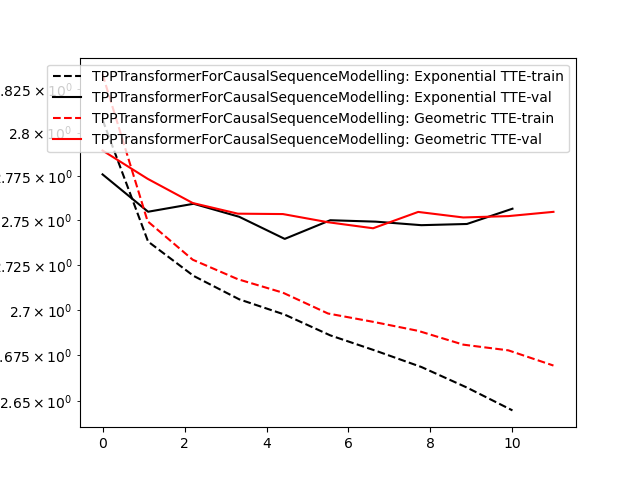 TPPTransformerForCausalSequenceModelling: Exponential TTE-train
TPPTransformerForCausalSequenceModelling: Exponential TTE-val
TPPTransformerForCausalSequenceModelling: Geometric TTE-train
TPPTransformerForCausalSequenceModelling: Geometric TTE-val
.825 × 10⁰
2.8 × 10⁰
2.775 × 10⁰
2.75 × 10⁰
2.725 × 10⁰
2.7 × 10⁰
.675 × 10⁰
2.65 × 10⁰
0 2 4 6 8 10